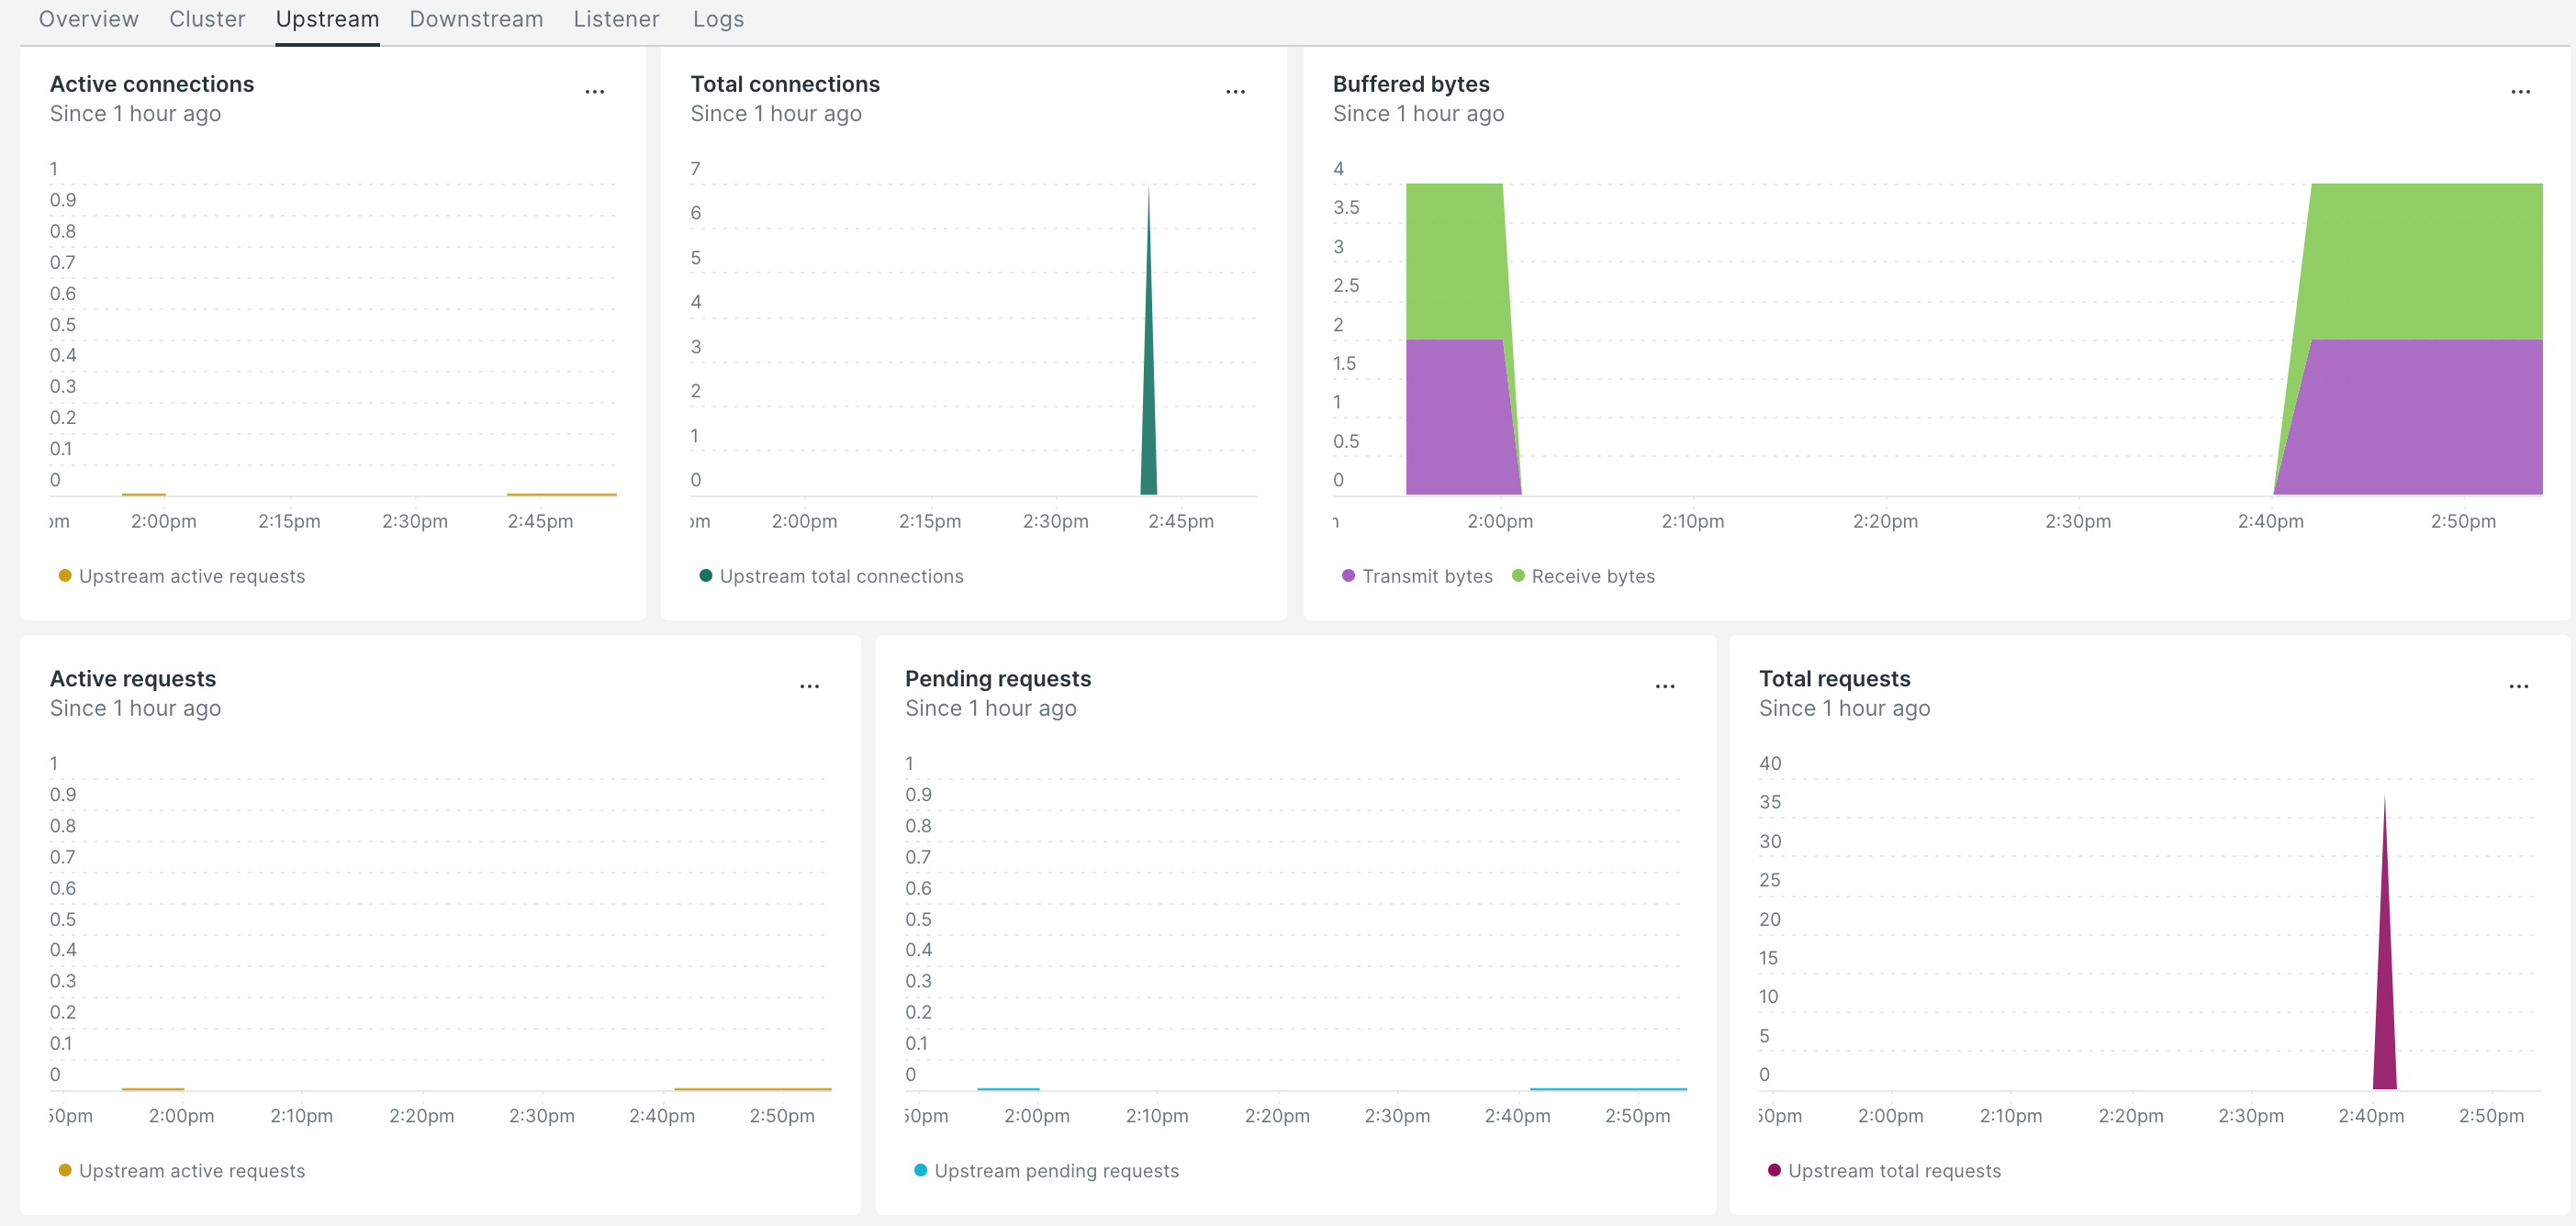 Overview Cluster Upstream Downstream Listener Logs
Active connections
Since 1 hour ago
...
1
0.9
0.8
0.7
0.6
0.5
0.4
0.3
0.2
0.1
0
2:00pm 2:15pm 2:30pm 2:45pm
Upstream active requests
Total connections
Since 1 hour ago
...
7
6
5
4
3
2
1
0
2:00pm 2:15pm 2:30pm 2:45pm
Upstream total connections
Buffered bytes
Since 1 hour ago
...
4
3.5
3
2.5
2
1.5
1
0.5
0
2:00pm 2:10pm 2:20pm 2:30pm 2:40pm 2:50pm
Transmit bytes Receive bytes
Active requests
Since 1 hour ago
...
1
0.9
0.8
0.7
0.6
0.5
0.4
0.3
0.2
0.1
0
2:00pm 2:10pm 2:20pm 2:30pm 2:40pm 2:50pm
Upstream active requests
Pending requests
Since 1 hour ago
...
1
0.9
0.8
0.7
0.6
0.5
0.4
0.3
0.2
0.1
0
2:00pm 2:10pm 2:20pm 2:30pm 2:40pm 2:50pm
Upstream pending requests
Total requests
Since 1 hour ago
...
40
35
30
25
20
15
10
5
0
2:00pm 2:10pm 2:20pm 2:30pm 2:40pm 2:50pm
Upstream total requests